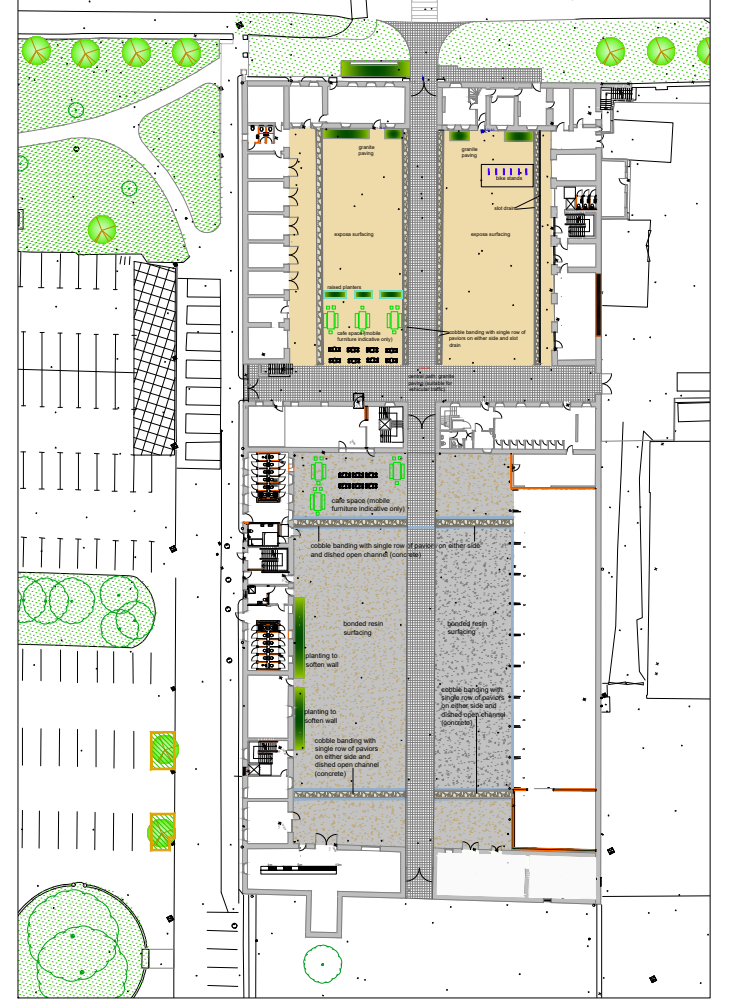 granite
paving
granite
paving
bike stands
slot drain
exposa surfacing
exposa surfacing
raised planters
cafe space (mobile
furniture indicative only)
cobble banding with single row of
paviors on either side and slot
drain
central path: granite
paving (suitable for
vehicular traffic)
cafe space (mobile
furniture indicative only)
cobble banding with single row of paviors on either side
and dished open channel (concrete)
bonded resin
surfacing
bonded resin
surfacing
planting to
soften wall
cobble banding with
single row of paviors
on either side and
dished open channel
(concrete)
planting to
soften wall
cobble banding with
single row of paviors
on either side and
dished open channel
(concrete)